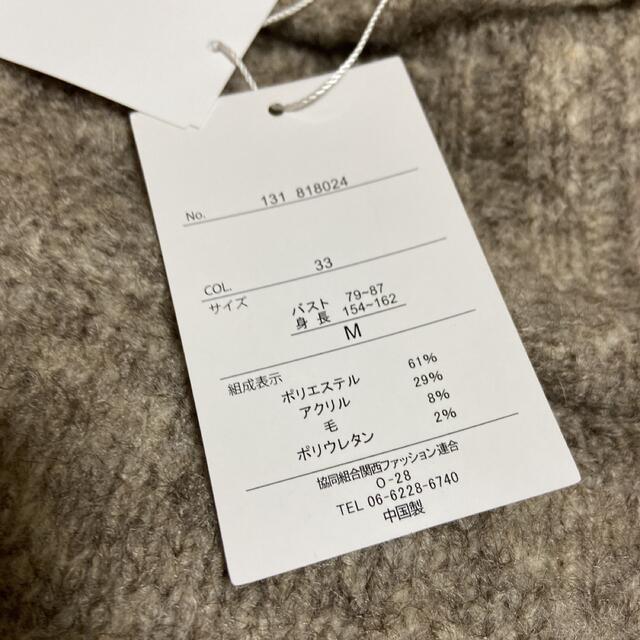 No. 131 818024
COL. 33
サイズ バスト 79~87
身長 154~162
M
組成表示
ポリエステル 61%
アクリル 29%
毛 8%
ポリウレタン 2%
協同組合関西ファッション連合
O-28
TEL 06-6228-6740
中国製